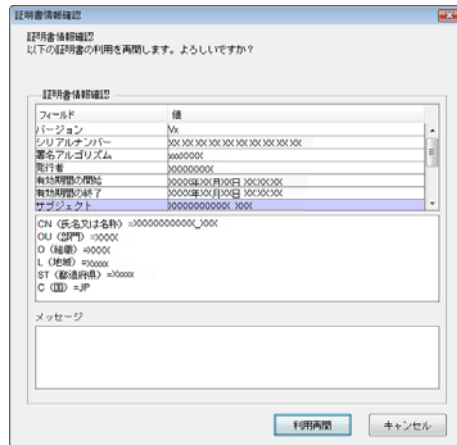 証明書情報確認
証明書情報確認
以下の証明書の利用を再開します。よろしいですか?
証明書情報確認
フィールド 値
バージョン Vx
シリアルナンバー XX XX XX XX XX XX XX XX XX XX XX
署名アルゴリズム xxxXXXXX
発行者 XXXXXXXX
有効期間の開始 XXXX年XX月XX日 XX:XX:XX
有効期間の終了 XXXX年XX月XX日 XX:XX:XX
サブジェクト XXXXXXXXXXX XXX
CN (氏名又は名称) =XXXXXXXXXXX_XXX
OU (部門) =XXXX
O (組織) =XXXX
L (地域) =Xxxxx
ST (都道府県) =Xxxxx
C (国) =JP
メッセージ
利用再開 キャンセル